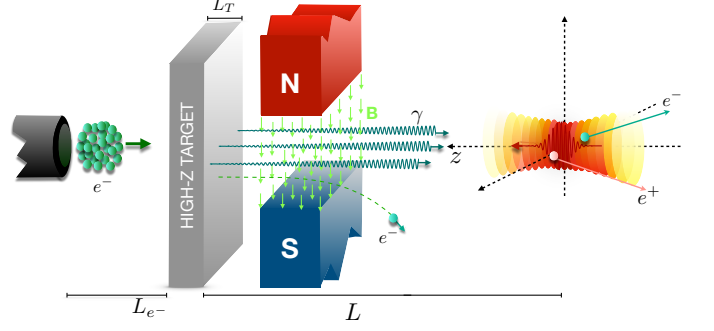 L_T
N
B
γ
HIGH-Z TARGET
e⁻
z
e⁻
e⁺
S
e⁻
L_{e⁻}
L